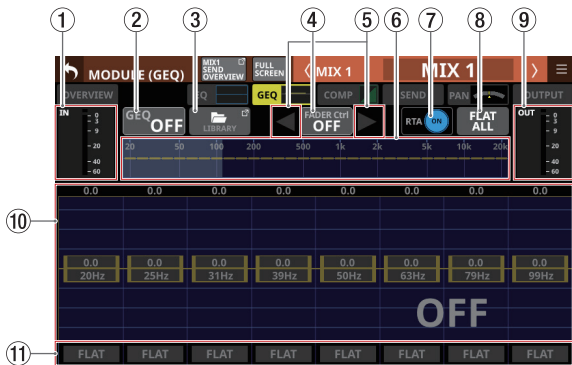 1 2 3 4 5 6 7 8 9
MODULE (GEQ)
MIX1
SEND
OVERVIEW
FULL
SCREEN
MIX 1
MIX 1
OVERVIEW
EQ
GEQ
COMP
SEND
PAN
OUTPUT
IN
0
3
9
20
40
60
GEQ
OFF
LIBRARY
FADER Ctrl
OFF
RTA
ON
FLAT
ALL
OUT
0
3
9
20
40
60
20 50 100 200 500 1k 2k 5k 10k 20k
10
0.0 0.0 0.0 0.0 0.0 0.0 0.0 0.0
0.0 0.0 0.0 0.0 0.0 0.0 0.0 0.0
20Hz 25Hz 31Hz 39Hz 50Hz 63Hz 79Hz 99Hz
OFF
11
FLAT FLAT FLAT FLAT FLAT FLAT FLAT FLAT